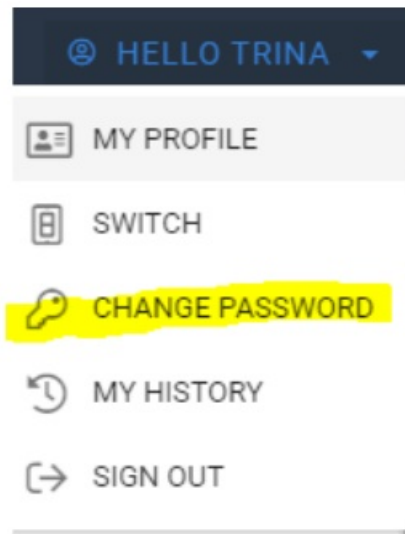 HELLO TRINA
MY PROFILE
SWITCH
CHANGE PASSWORD
MY HISTORY
SIGN OUT